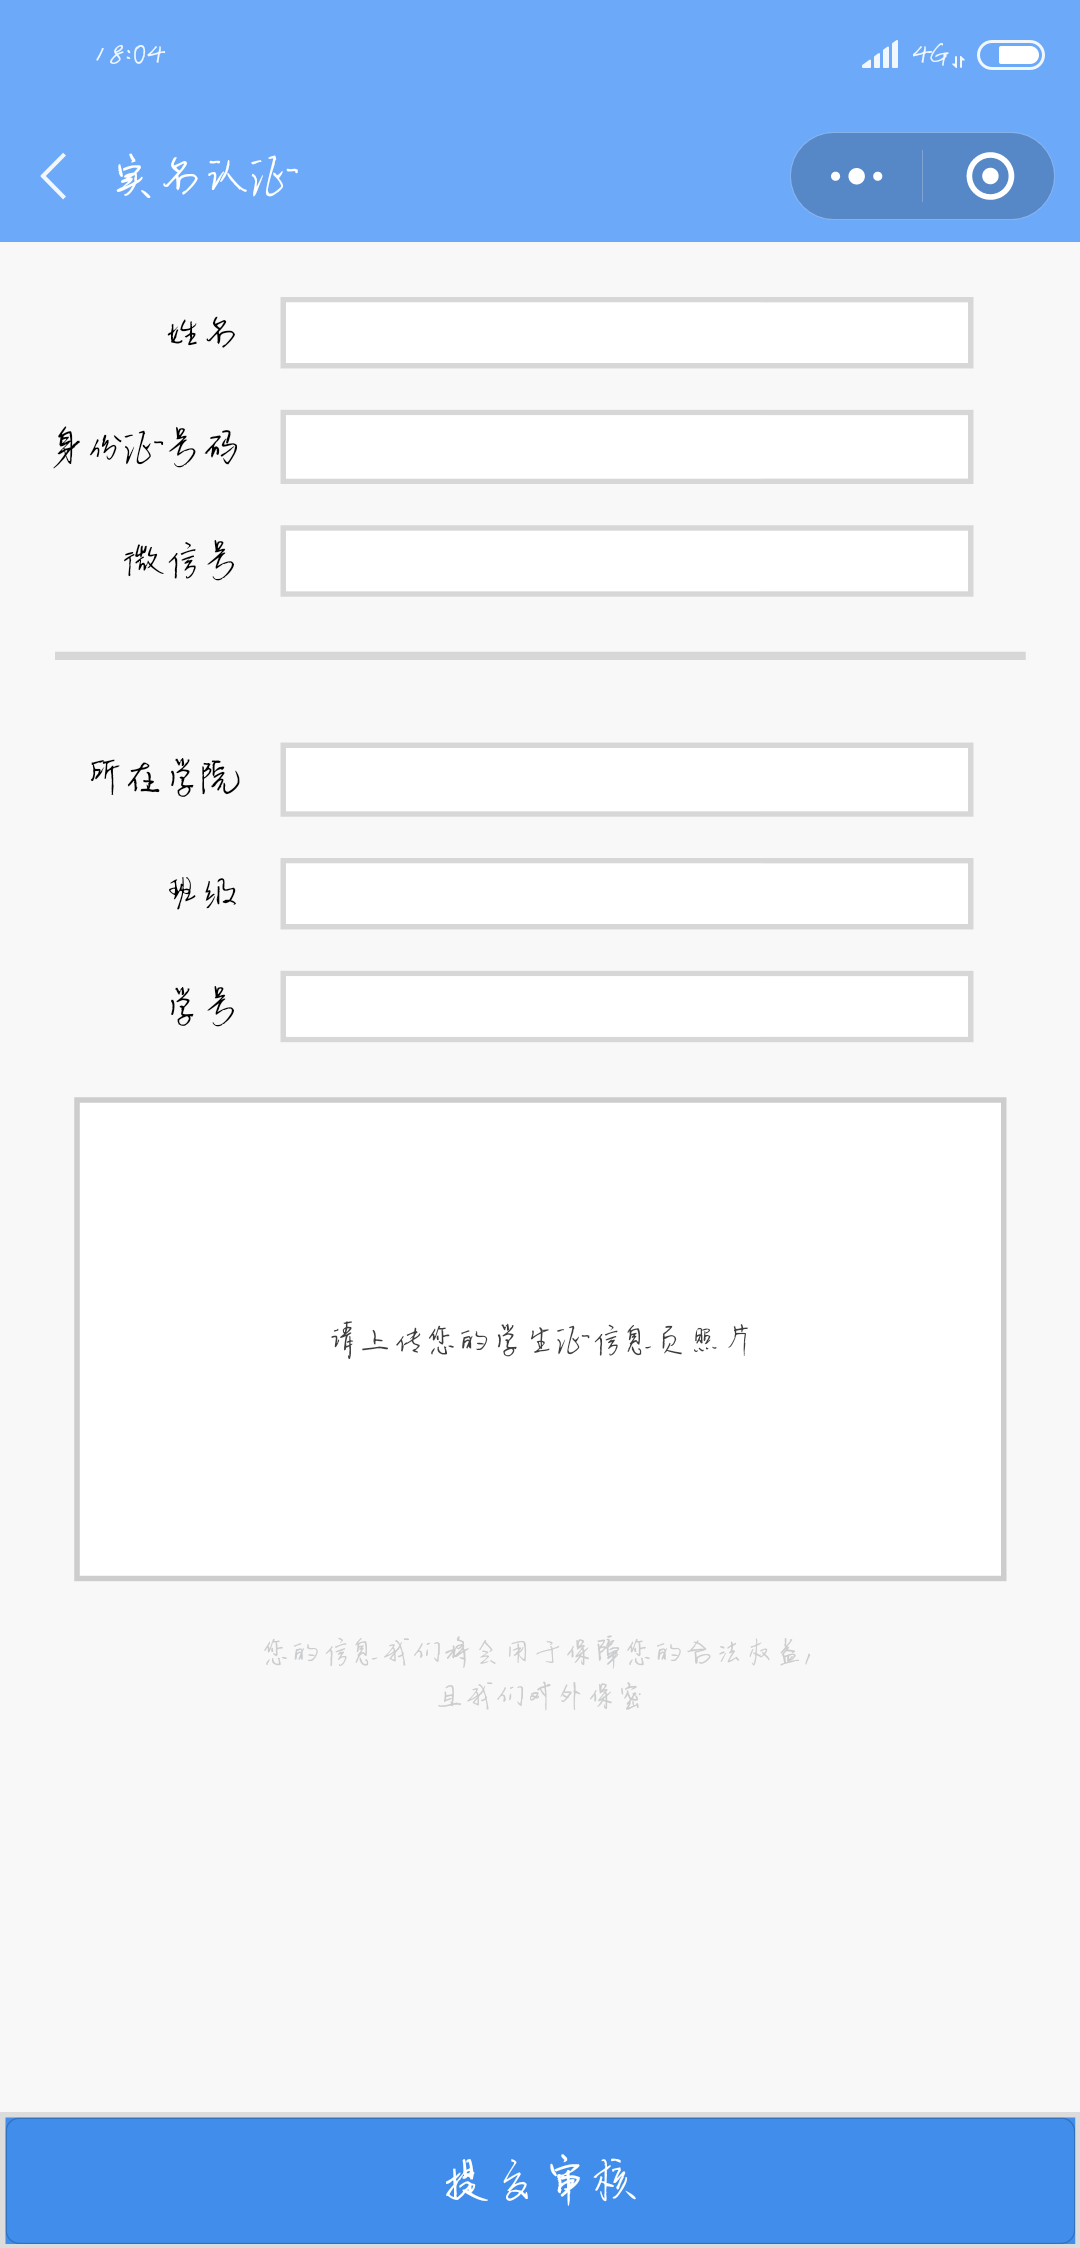 18:04 4G
实名认证
姓名
身份证号码
微信号
所在学院
班级
学号
请上传您的学生证信息页照片
您的信息我们将会用于保障您的合法权益,
且我们对外保密
提交审核